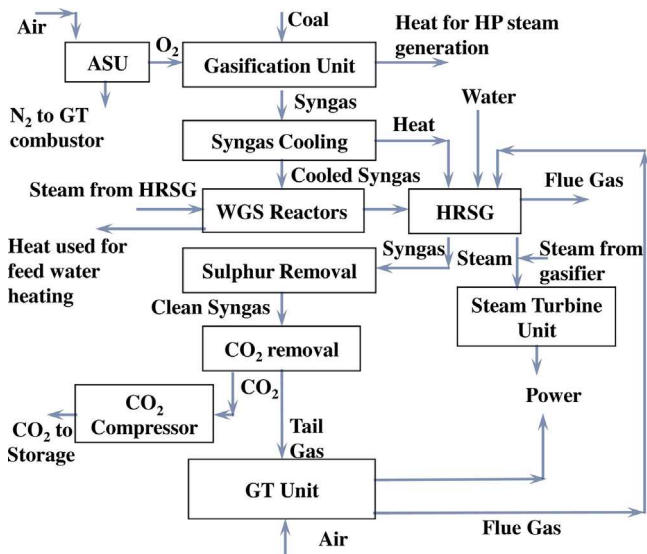 Air
Coal
Heat for HP steam
generation
ASU
O2
Gasification Unit
N2 to GT
combustor
Syngas
Water
Syngas Cooling
Heat
Cooled Syngas
Steam from HRSG
WGS Reactors
HRSG
Flue Gas
Heat used for
feed water
heating
Syngas
Steam
Steam from
gasifier
Sulphur Removal
Clean Syngas
Steam Turbine
Unit
CO2 removal
CO2
Power
CO2
Compressor
CO2 to
Storage
Tail
Gas
GT Unit
Air
Flue Gas